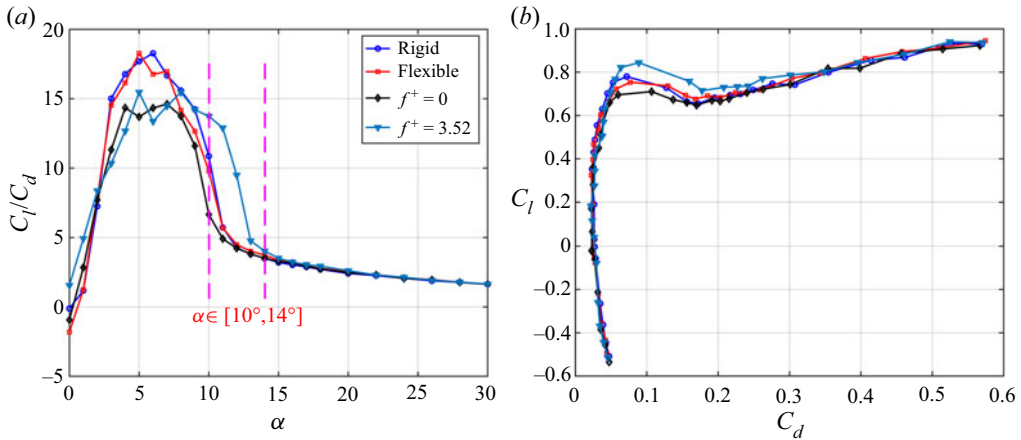 (a)
20
15
10
5
0
−5
0 5 10 15 20 25 30
C_l/C_d
α
Rigid
Flexible
f⁺ = 0
f⁺ = 3.52
α∈ [10°,14°]
(b)
1.0
0.8
0.6
0.4
0.2
0
−0.2
−0.4
−0.6
0 0.1 0.2 0.3 0.4 0.5 0.6
C_l
C_d